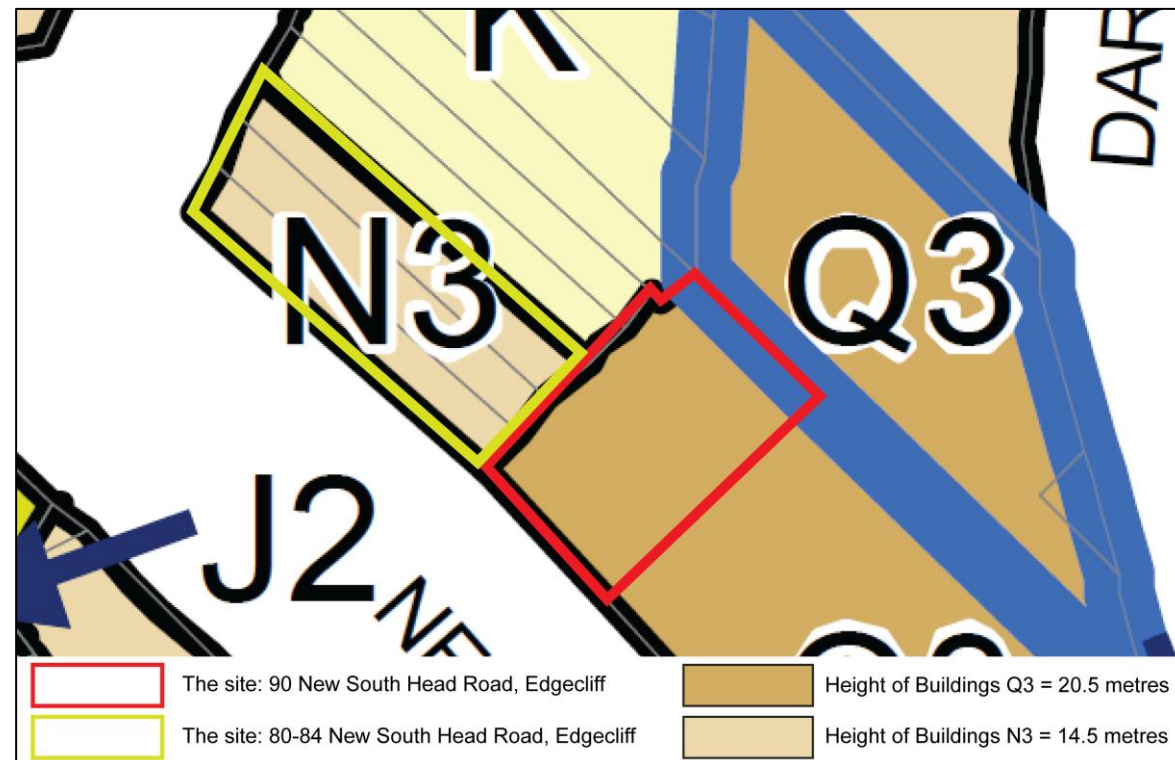 K
DAR
N3
Q3
J2
NE
Q3
The site: 90 New South Head Road, Edgecliff
Height of Buildings Q3 = 20.5 metres
The site: 80-84 New South Head Road, Edgecliff
Height of Buildings N3 = 14.5 metres